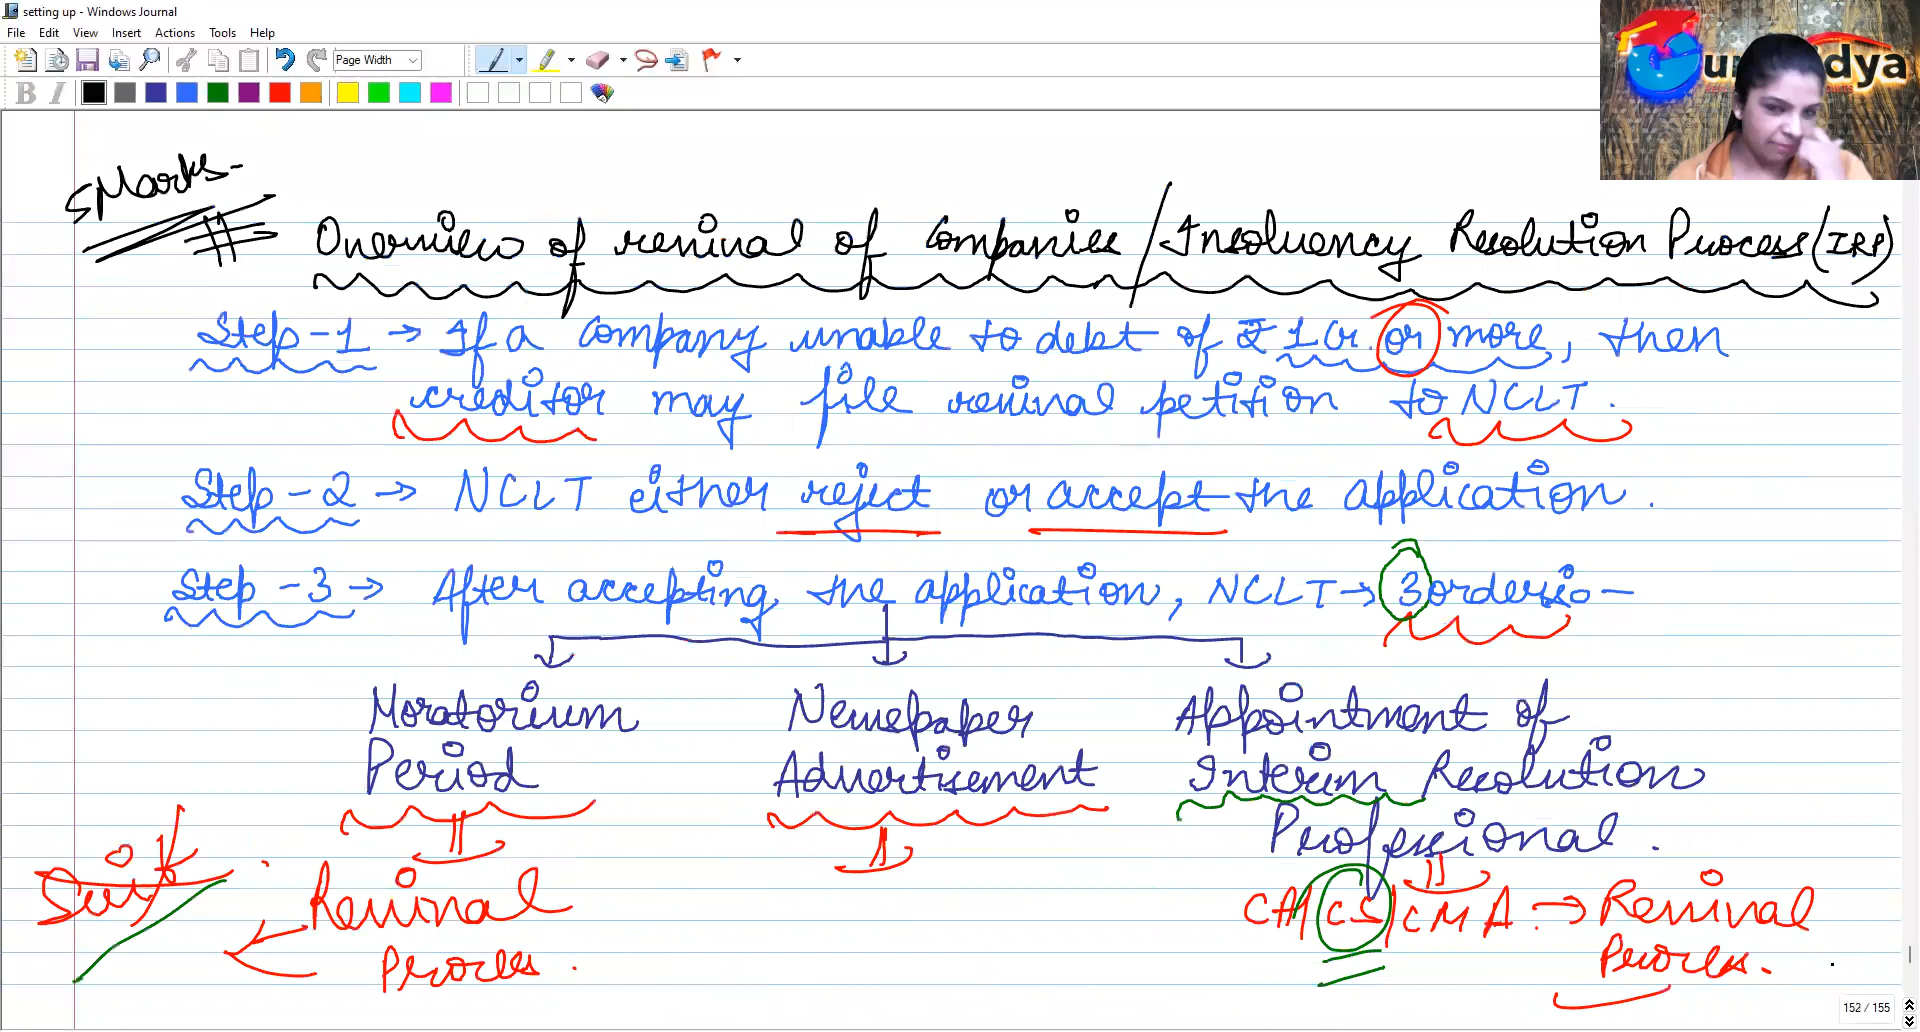 setting up - Windows Journal
File Edit View Insert Actions Tools Help
Page Width
B I
5 Marks-
# Overview of revival of Companies / Insolvency Resolution Process (IRP)
Step-1 → If a company unable to debt of ₹ 1 Cr. or more, then
creditor may file revival petition to NCLT.
Step-2 → NCLT either reject or accept the application.
Step-3 → After accepting the application, NCLT → 3 orders:-
Moratorium Period
Newspaper Advertisement
Appointment of Interim Resolution Professional.
Suit
Revival Process.
CA/CS/CMA. → Revival Process.
152 / 155